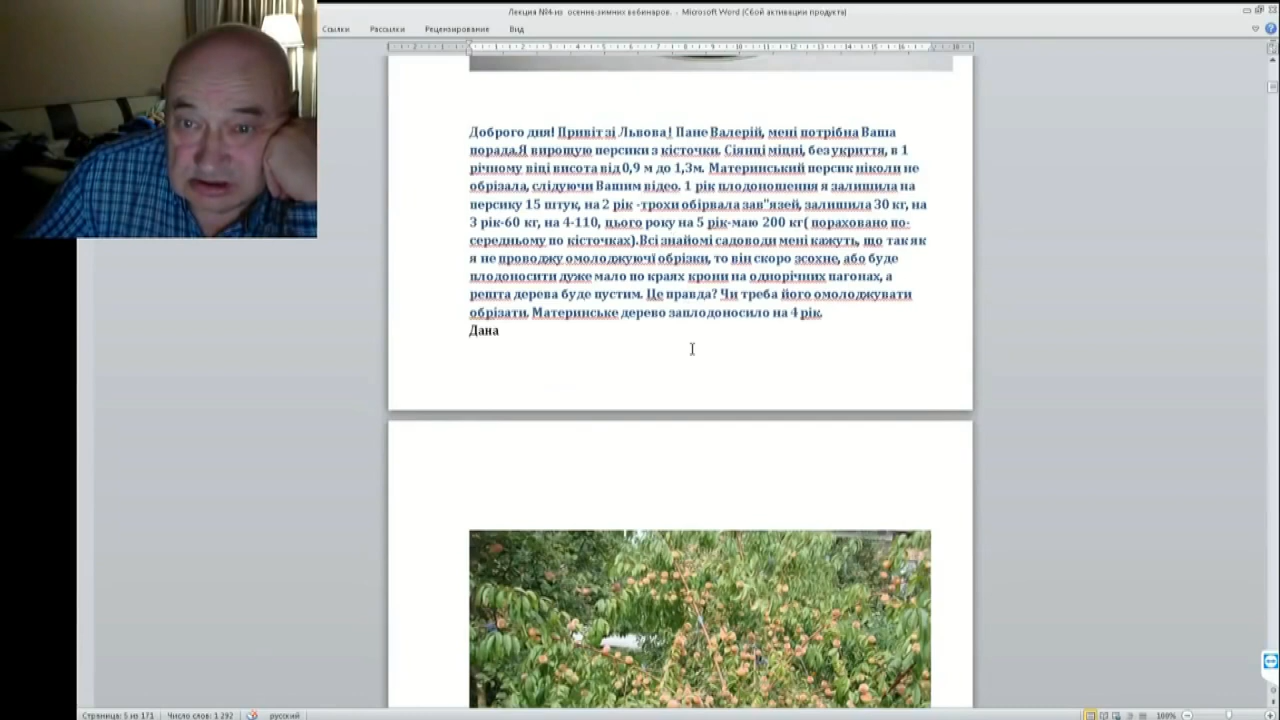 Лекция №4-из осенне-зимних вебинаров. - Microsoft Word (Сбой активации продукта)
Ссылки Рассылки Рецензирование Вид
Доброго дня! Привіт зі Львова! Пане Валерій, мені потрібна Ваша
порада.Я вирощую персики з кісточки. Сіянці міцні, без укриття, в 1
річному віці висота від 0,9 м до 1,3м. Материнський персик ніколи не
обрізала, слідуючи Вашим відео. 1 рік плодоношення я залишила на
персику 15 штук, на 2 рік -трохи обірвала зав"язей, залишила 30 кг, на
3 рік-60 кг, на 4-110, цього року на 5 рік-маю 200 кг( пораховано по-
середньому по кісточках).Всі знайомі садоводи мені кажуть, що так як
я не проводжу омолоджуючї обрізки, то він скоро зсохне, або буде
плодоносити дуже мало по краях крони на однорічних пагонах, а
решта дерева буде пустим. Це правда? Чи треба його омолоджувати
обрізати. Материнське дерево заплодоносило на 4 рік.
Дана
Страница: 5 из 171 Число слов: 1 292 русский 100%